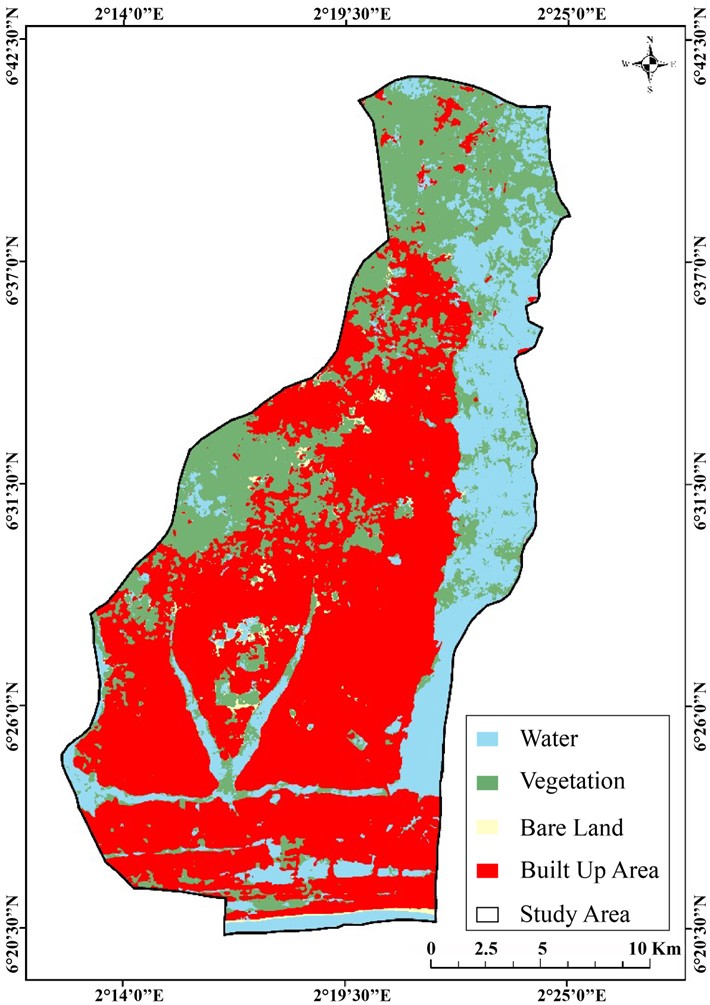 2°14'0"E 2°19'30"E 2°25'0"E
6°42'30"N 6°42'30"N
N
W E
S
6°37'0"N 6°37'0"N
6°31'30"N 6°31'30"N
6°26'0"N 6°26'0"N
Water
Vegetation
Bare Land
Built Up Area
Study Area
6°20'30"N 6°20'30"N
0 2.5 5 10 Km
2°14'0"E 2°19'30"E 2°25'0"E